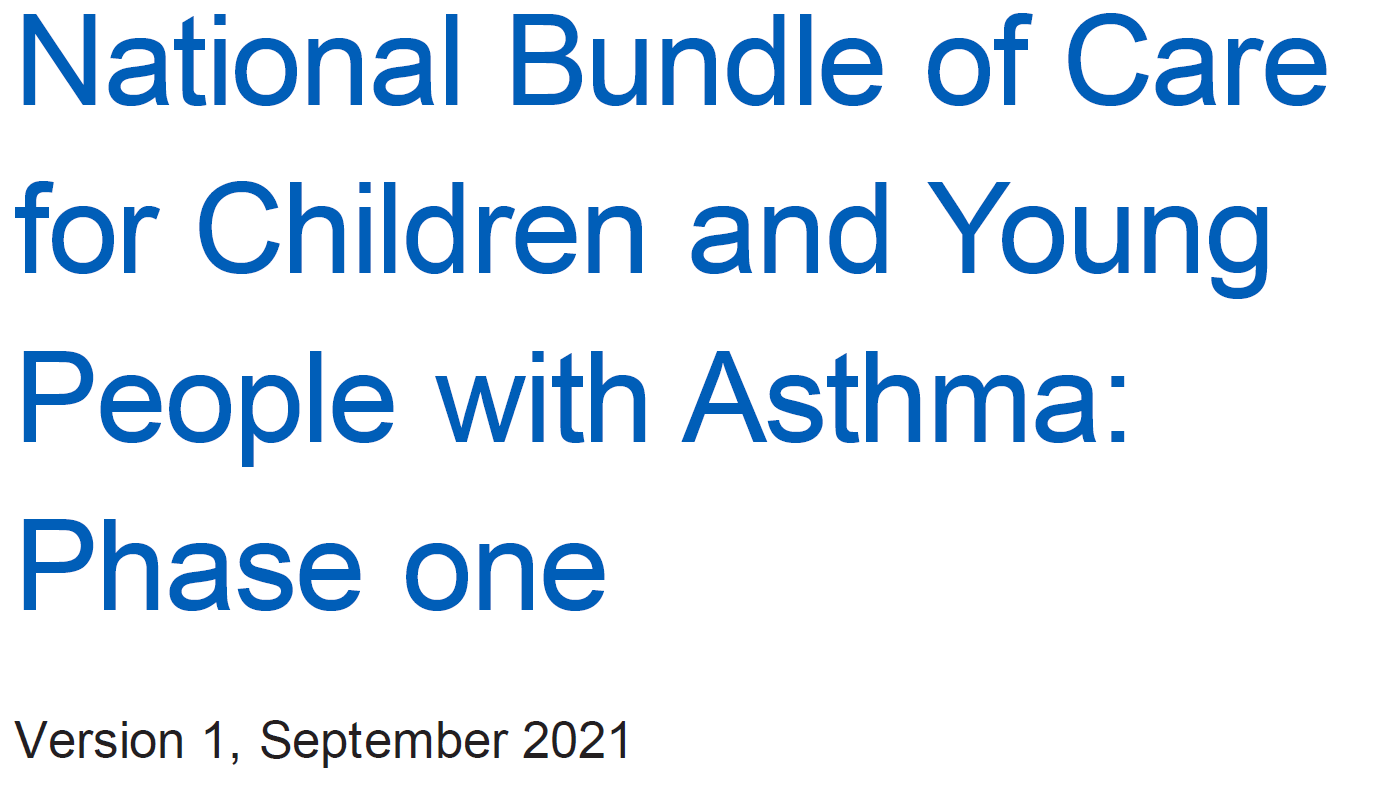 National Bundle of Care
for Children and Young
People with Asthma:
Phase one
Version 1, September 2021